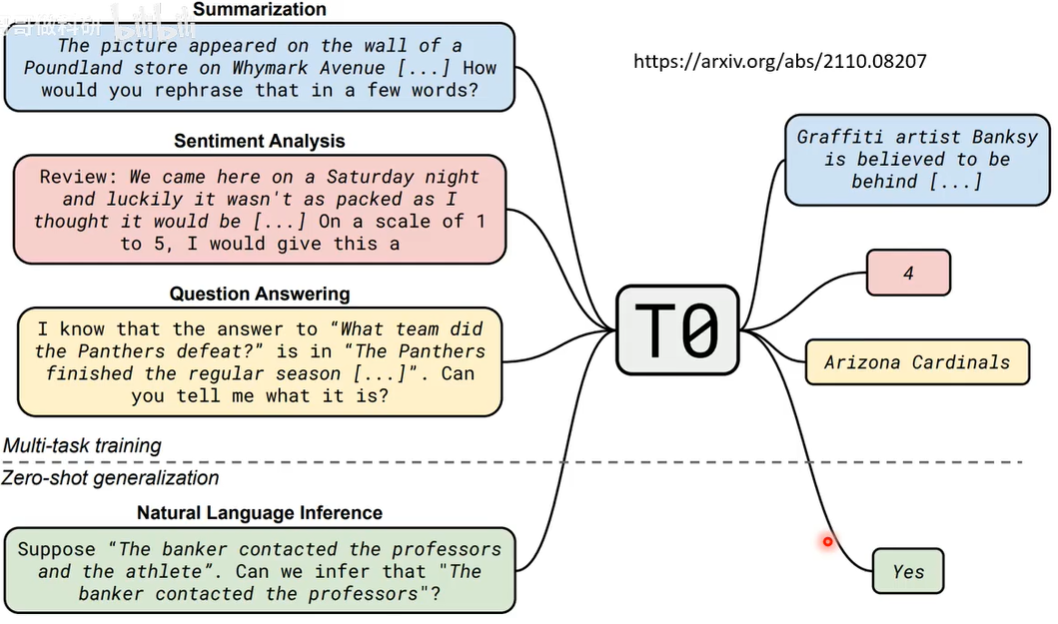 Summarization
哥做科研 bilibili
The picture appeared on the wall of a
Poundland store on Whymark Avenue [...] How
would you rephrase that in a few words?
https://arxiv.org/abs/2110.08207
Graffiti artist Banksy
is believed to be
behind [...]
Sentiment Analysis
Review: We came here on a Saturday night
and luckily it wasn't as packed as I
thought it would be [...] On a scale of 1
to 5, I would give this a
4
Question Answering
I know that the answer to “What team did
the Panthers defeat?” is in “The Panthers
finished the regular season [...]”. Can
you tell me what it is?
T0
Arizona Cardinals
Multi-task training
Zero-shot generalization
Natural Language Inference
Suppose “The banker contacted the professors
and the athlete”. Can we infer that "The
banker contacted the professors"?
Yes